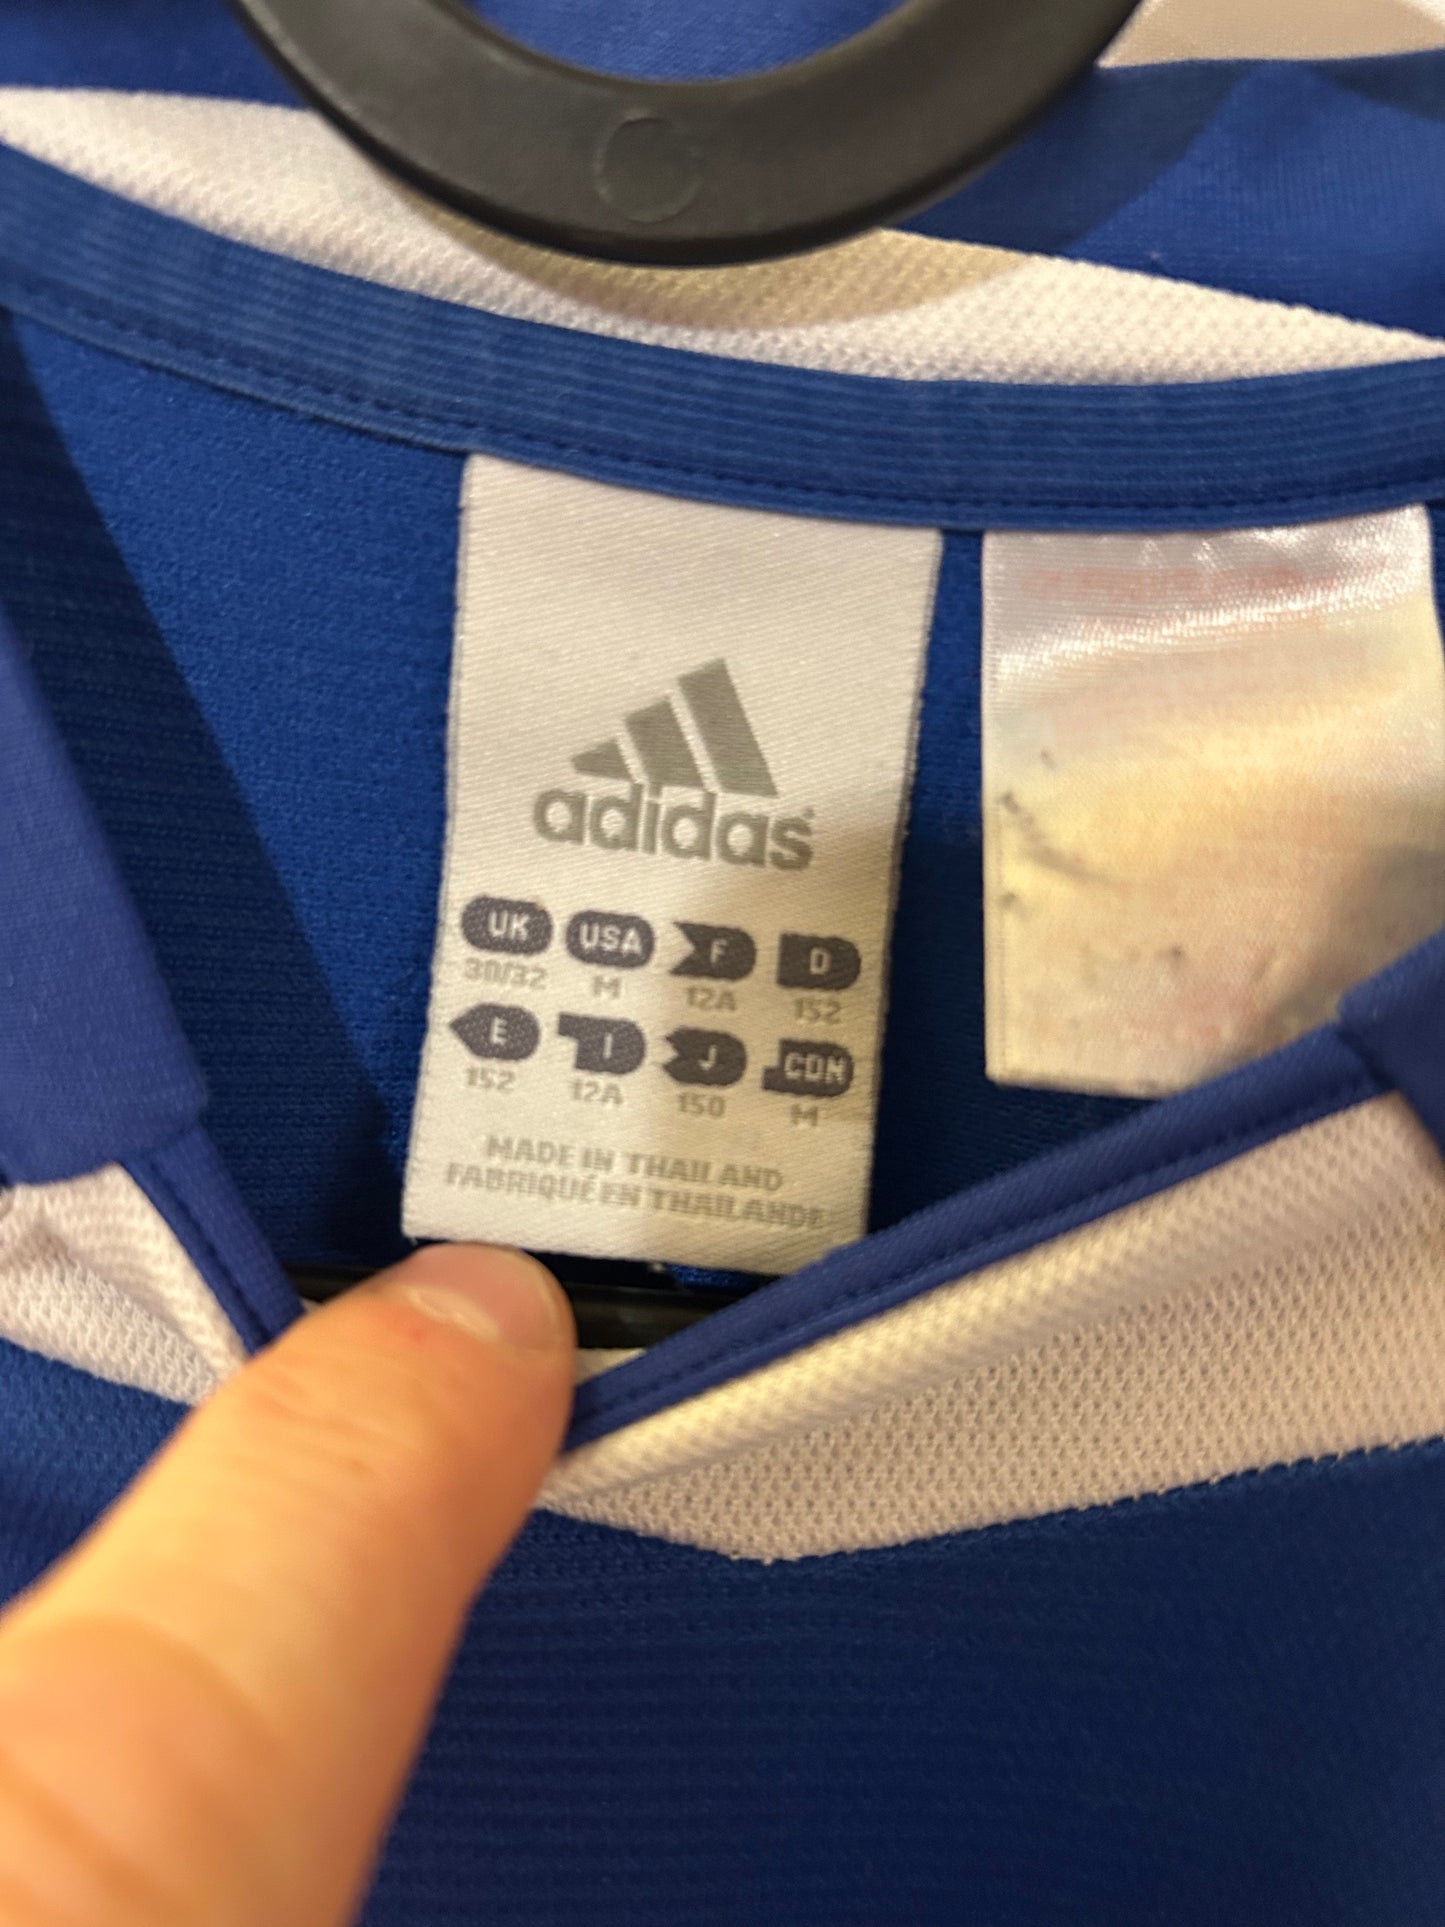 adidas
UK USA F D
30/32 M 12A 152
E I J CDN
152 12A 150 M
MADE IN THAILAND
FABRIQUÉ EN THAILANDE